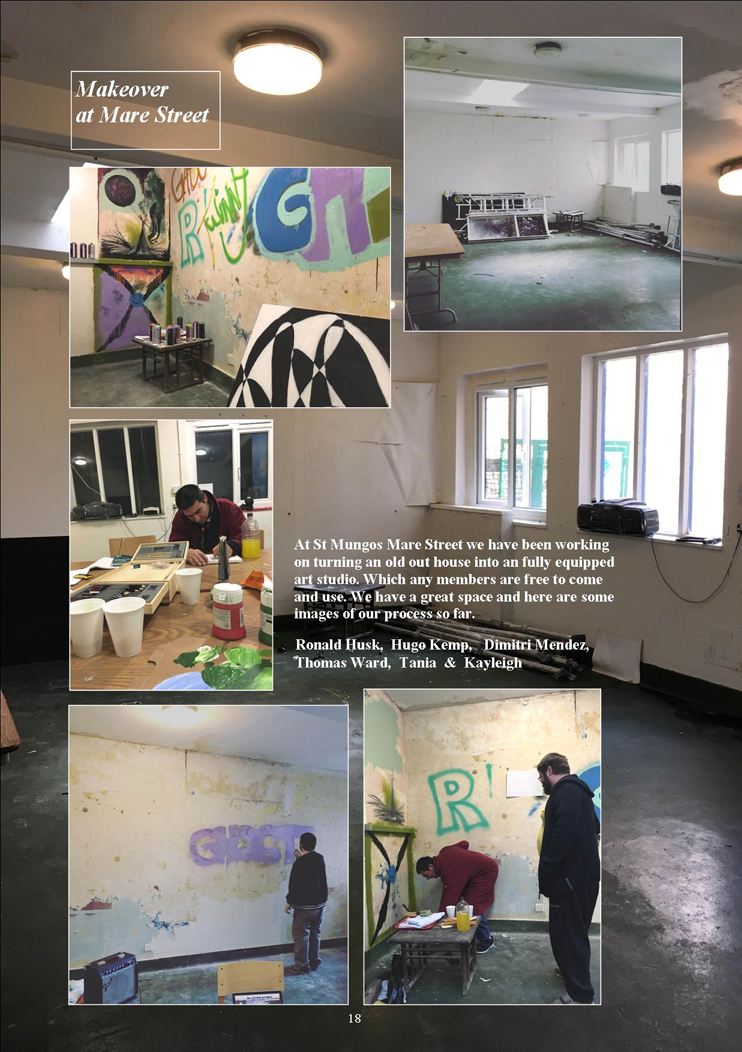 Makeover
at Mare Street
R
R
At St Mungos Mare Street we have been working
on turning an old out house into an fully equipped
art studio. Which any members are free to come
and use. We have a great space and here are some
images of our process so far.
Ronald Husk, Hugo Kemp, Dimitri Mendez,
Thomas Ward, Tania & Kayleigh
18